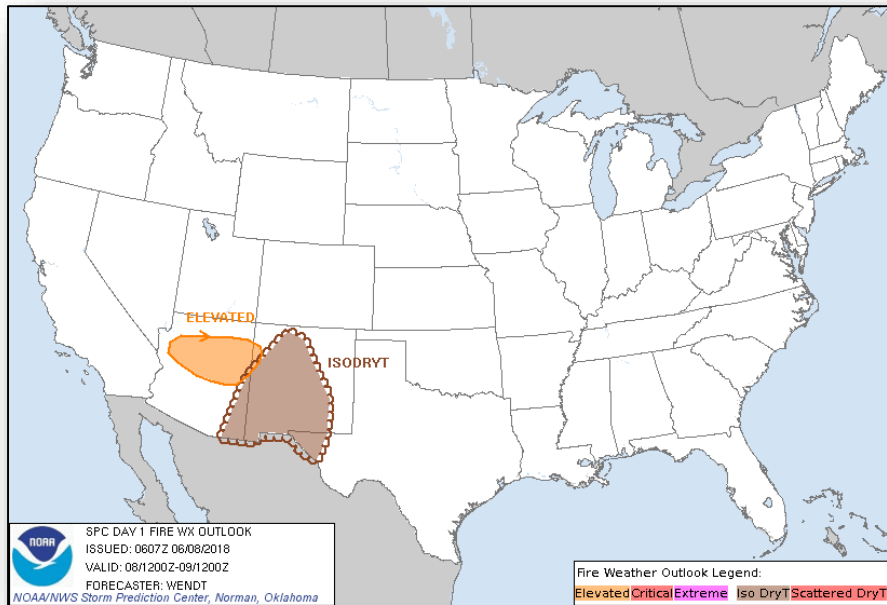 ELEVATED
ISODRYT
NOAA
SPC DAY 1 FIRE WX OUTLOOK
ISSUED: 0607Z 06/08/2018
VALID: 08/1200Z-09/1200Z
FORECASTER: WENDT
NOAA/NWS Storm Prediction Center, Norman, Oklahoma
Fire Weather Outlook Legend:
Elevated Critical Extreme Iso DryT Scattered DryT